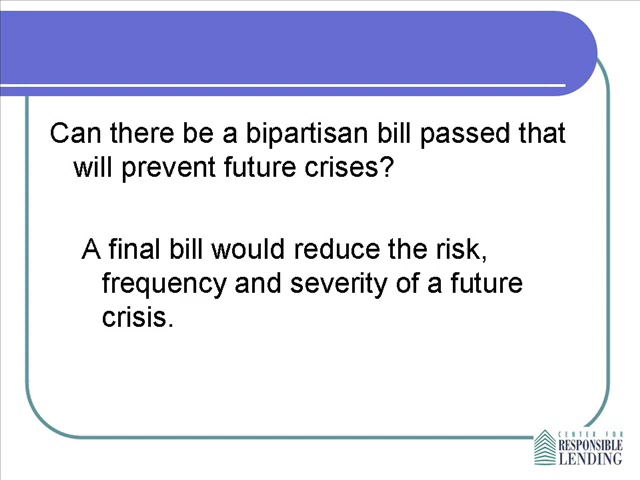 Can there be a bipartisan bill passed that
will prevent future crises?
A final bill would reduce the risk,
frequency and severity of a future
crisis.
CENTER FOR
RESPONSIBLE
LENDING